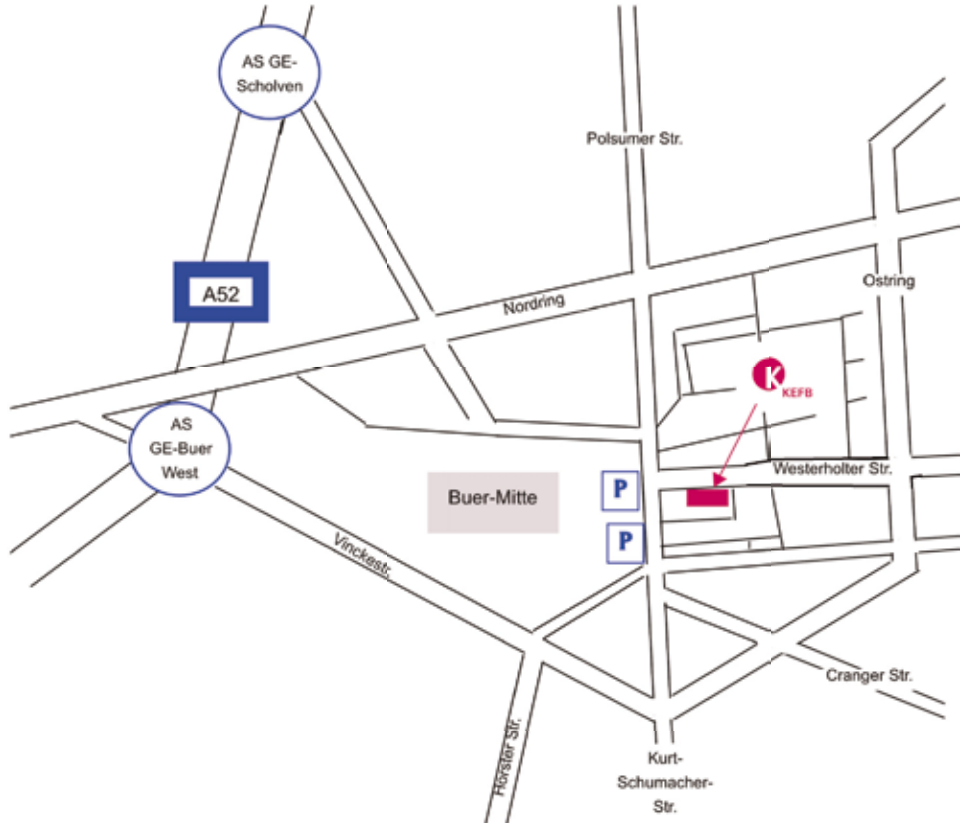 AS GE-
Scholven
Polsumer Str.
A52
Nordring
Ostring
K
KEFB
AS
GE-Buer
West
Westerholter Str.
Buer-Mitte
P
P
Vinckestr.
Cranger Str.
Horster Str.
Kurt-
Schumacher-
Str.